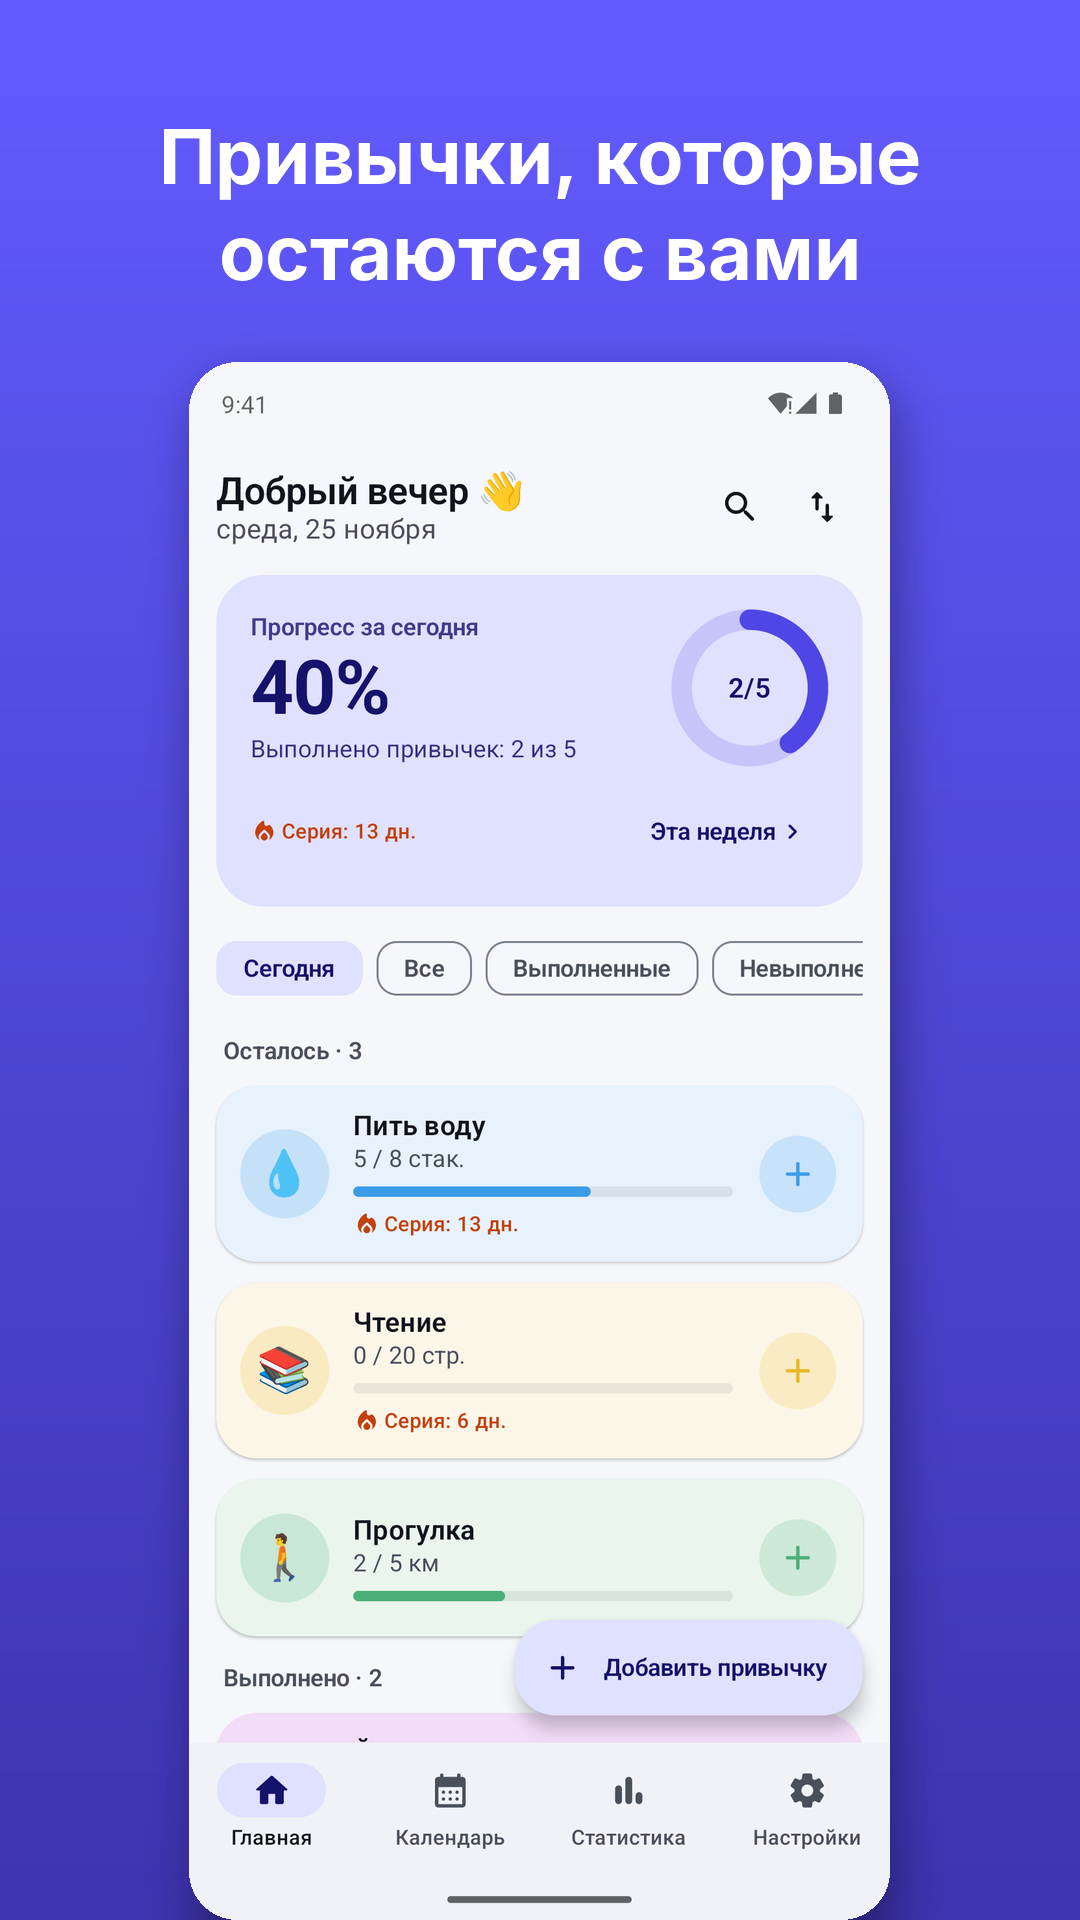 Привычки, которые
остаются с вами
9:41
Добрый вечер 👋
среда, 25 ноября
Прогресс за сегодня
40%
Выполнено привычек: 2 из 5
2/5
Серия: 13 дн.
Эта неделя
Сегодня
Все
Выполненные
Невыполне
Осталось · 3
Пить воду
5 / 8 стак.
Серия: 13 дн.
Чтение
0 / 20 стр.
Серия: 6 дн.
Прогулка
2 / 5 км
Добавить привычку
Выполнено · 2
Главная
Календарь
Статистика
Настройки